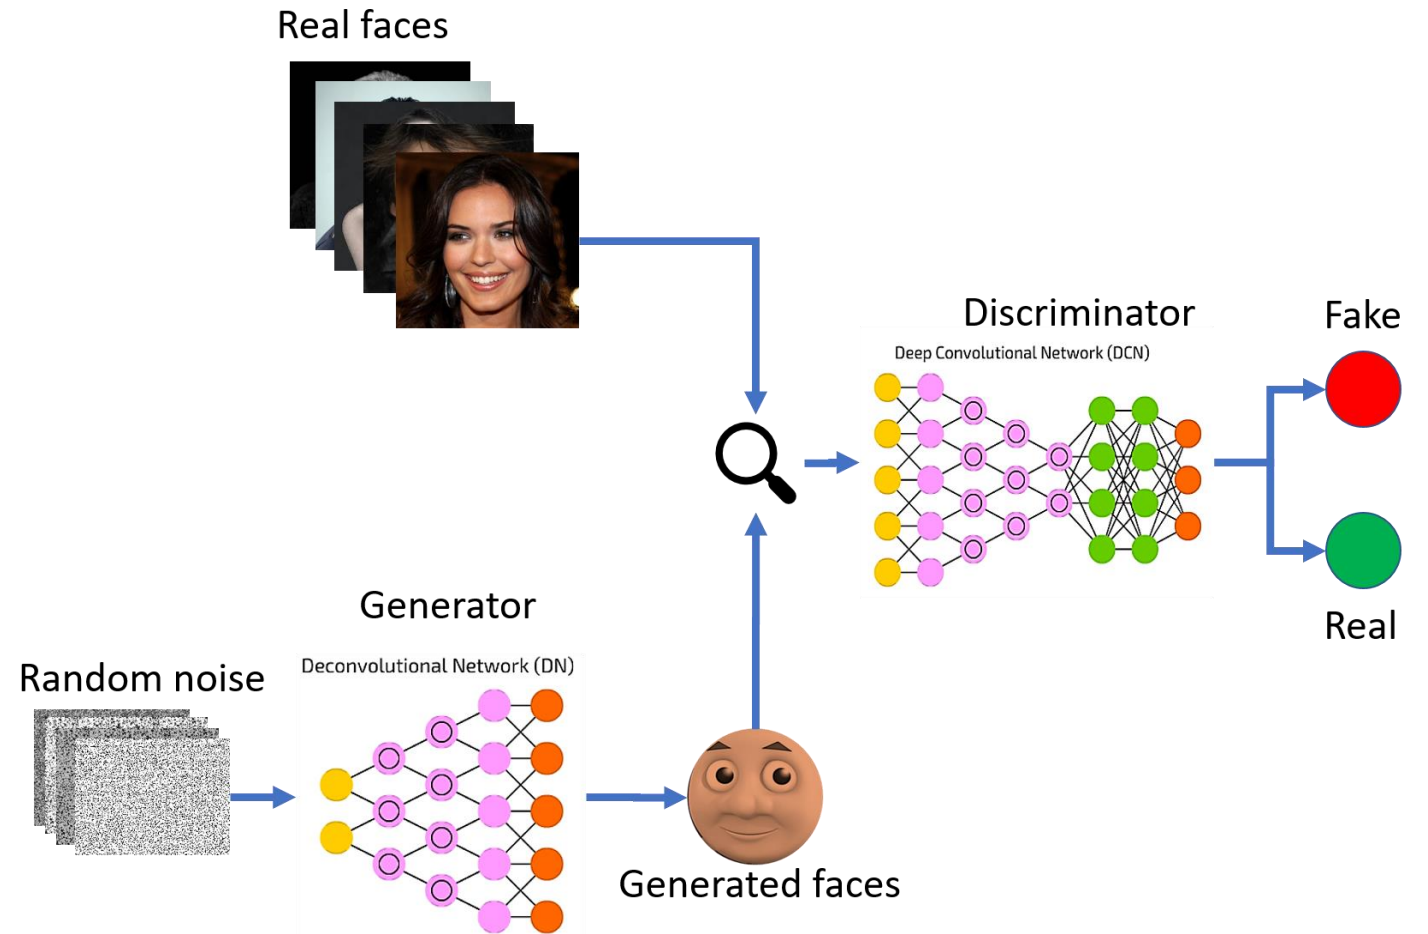 Real faces
Discriminator
Fake
Deep Convolutional Network (DCN)
Generator
Real
Deconvolutional Network (DN)
Random noise
Generated faces